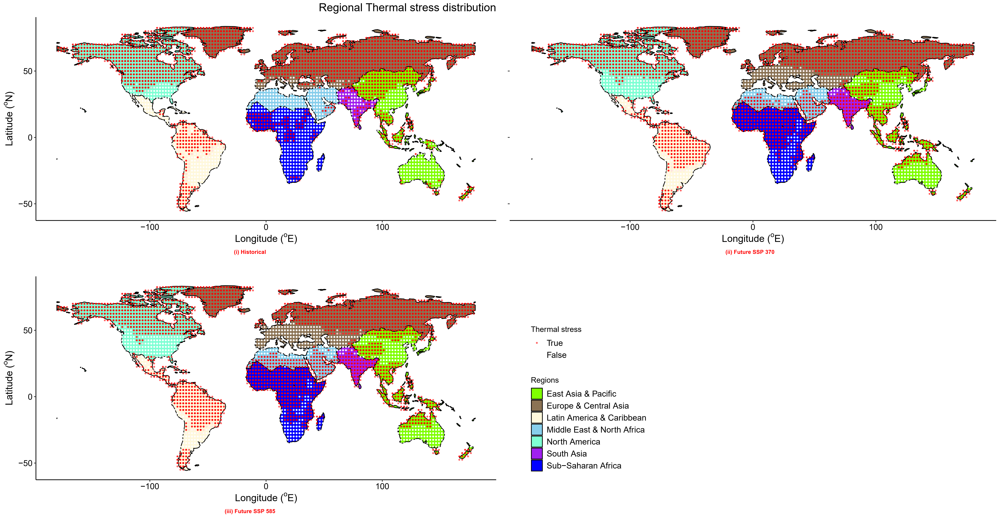 Regional Thermal stress distribution
Latitude (°N)
50
0
−50
−100
0
100
Longitude (°E)
(i) Historical
−100
0
100
Longitude (°E)
(ii) Future SSP 370
Latitude (°N)
50
0
−50
−100
0
100
Longitude (°E)
(iii) Future SSP 585
Thermal stress
True
False
Regions
East Asia & Pacific
Europe & Central Asia
Latin America & Caribbean
Middle East & North Africa
North America
South Asia
Sub−Saharan Africa